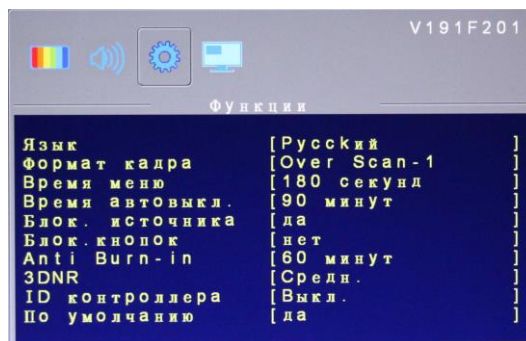 V191F201
Функции
Язык [Русский ]
Формат кадра [Over Scan-1 ]
Время меню [180 секунд ]
Время автовыкл. [90 минут ]
Блок. источника [да ]
Блок.кнопок [нет ]
Anti Burn-in [60 минут ]
3DNR [Средн. ]
ID контроллера [Выкл. ]
По умолчанию [да ]